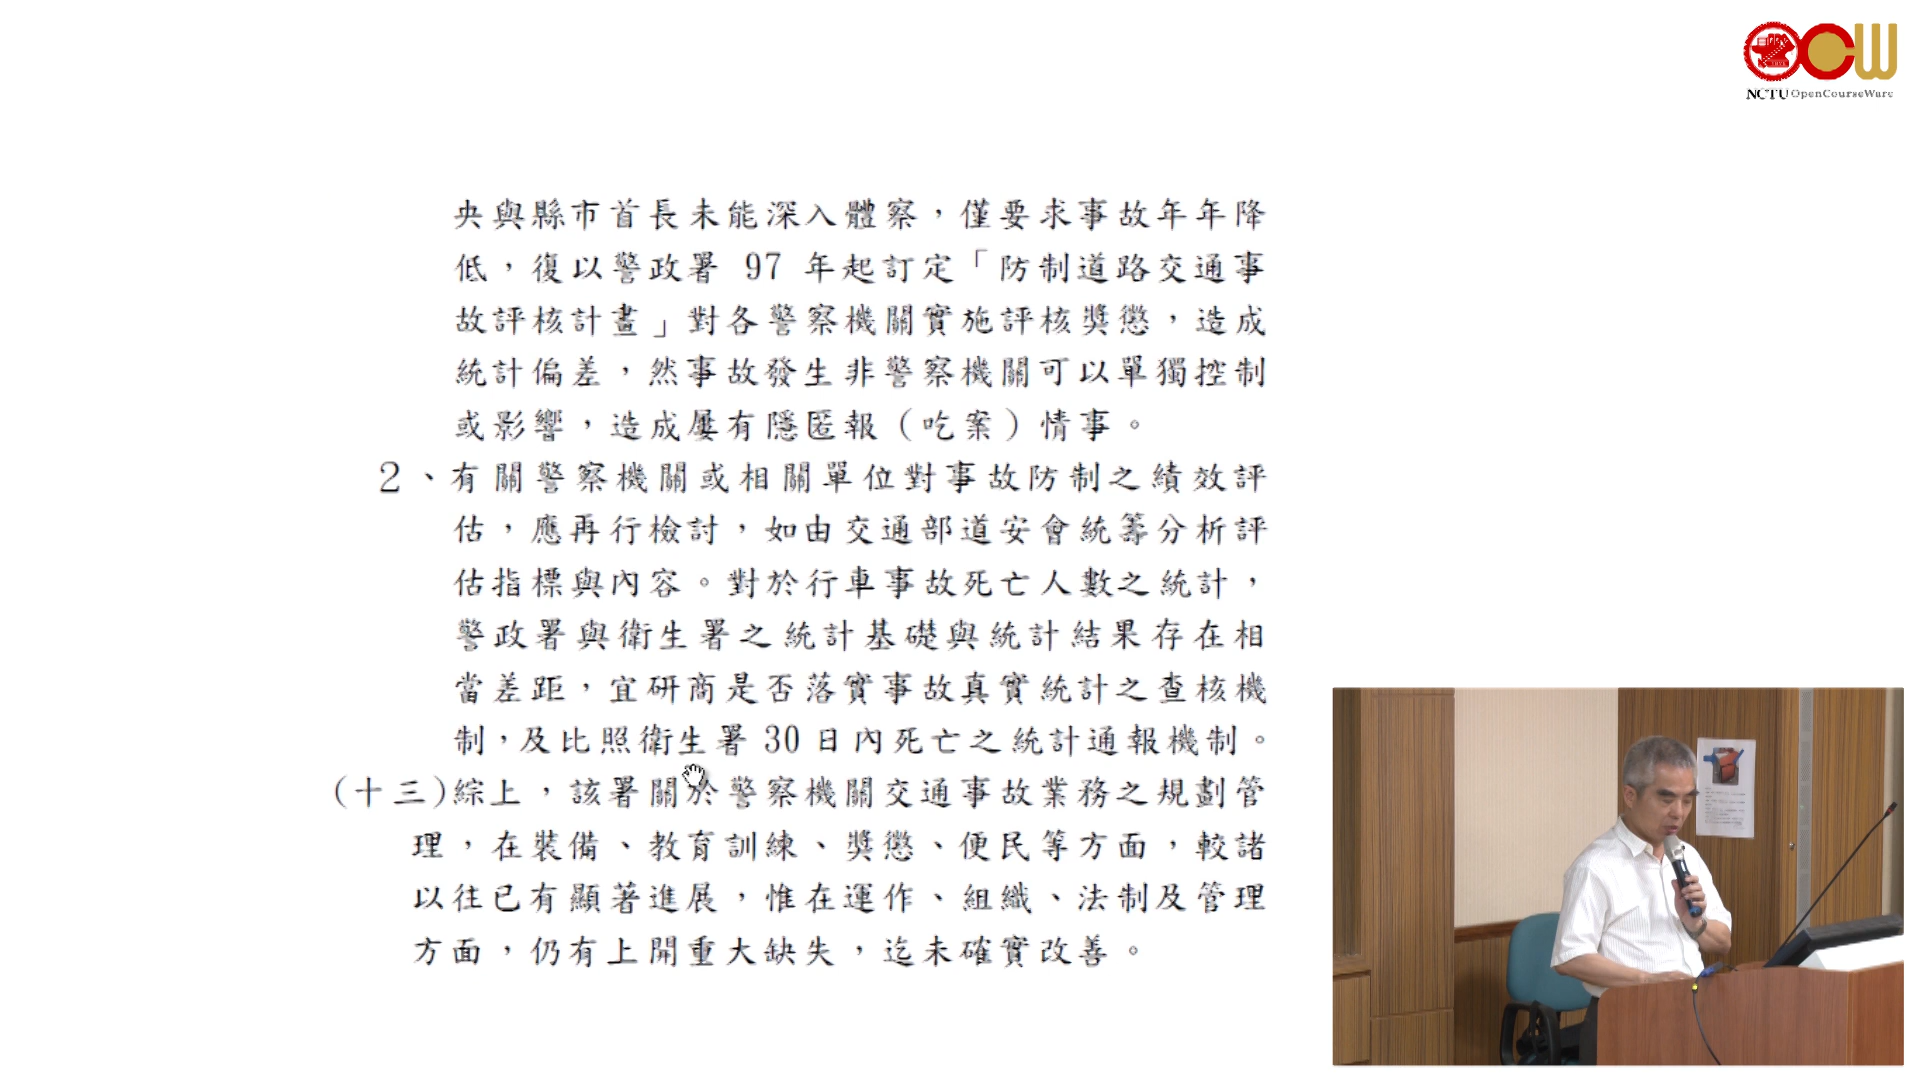 NCTU OpenCourseWare
央與縣市首長未能深入體察，僅要求事故年年降
低，復以警政署 97 年起訂定「防制道路交通事
故評核計畫」對各警察機關實施評核獎懲，造成
統計偏差，然事故發生非警察機關可以單獨控制
或影響，造成屢有隱匿報（吃案）情事。
2、有關警察機關或相關單位對事故防制之績效評
估，應再行檢討，如由交通部道安會統籌分析評
估指標與內容。對於行車事故死亡人數之統計，
警政署與衛生署之統計基礎與統計結果存在相
當差距，宜研商是否落實事故真實統計之查核機
制，及比照衛生署 30 日內死亡之統計通報機制。
(十三)綜上，該署關於警察機關交通事故業務之規劃管
理，在裝備、教育訓練、獎懲、便民等方面，較諸
以往已有顯著進展，惟在運作、組織、法制及管理
方面，仍有上開重大缺失，迄未確實改善。